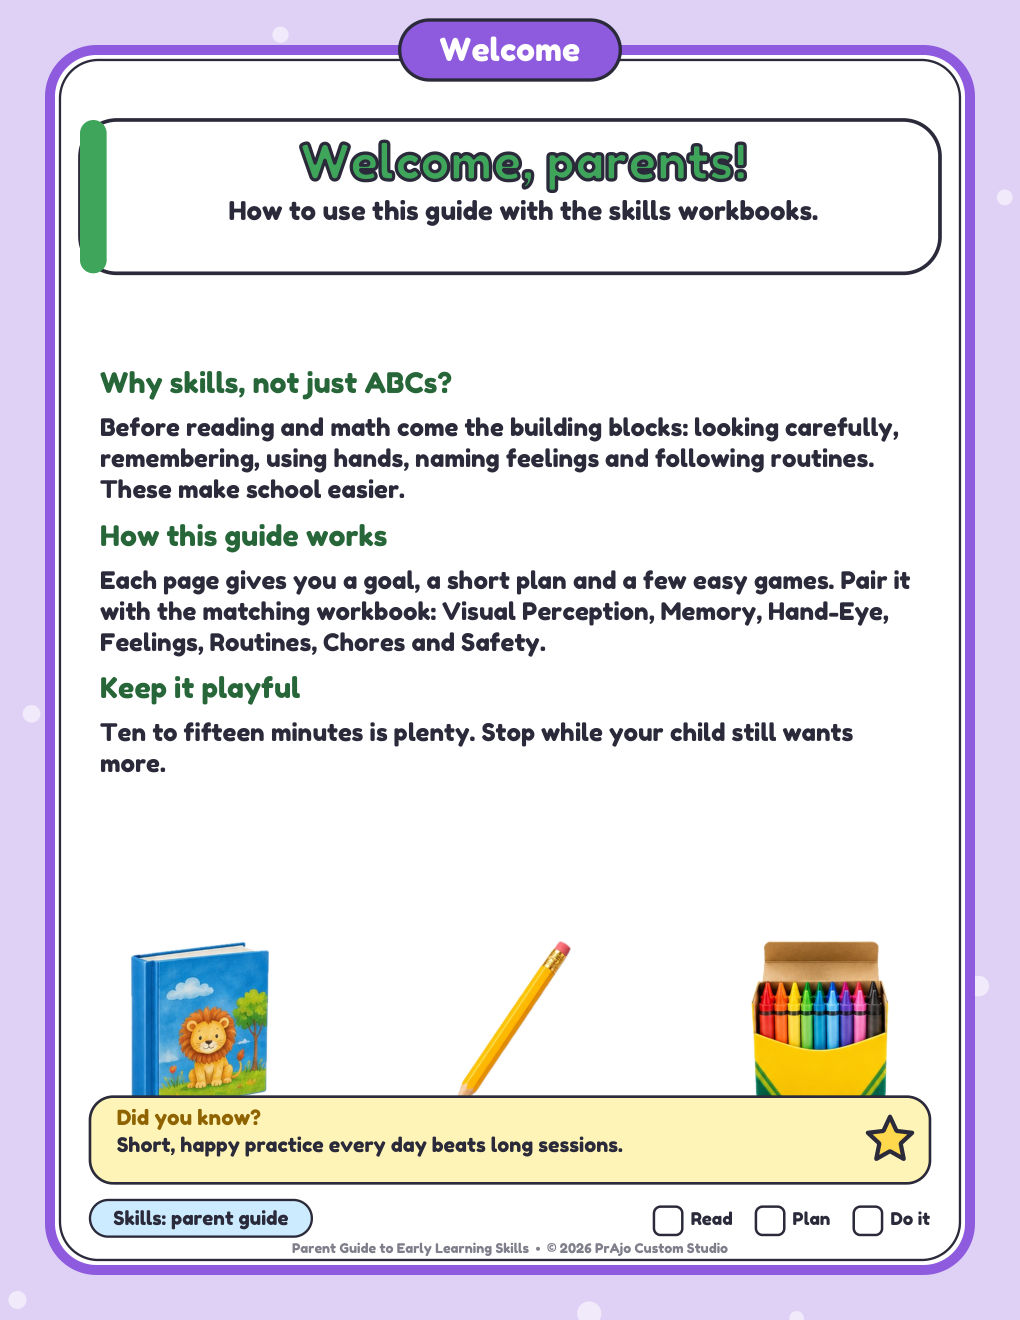 Welcome
Welcome, parents!
How to use this guide with the skills workbooks.
Why skills, not just ABCs?
Before reading and math come the building blocks: looking carefully,
remembering, using hands, naming feelings and following routines.
These make school easier.
How this guide works
Each page gives you a goal, a short plan and a few easy games. Pair it
with the matching workbook: Visual Perception, Memory, Hand-Eye,
Feelings, Routines, Chores and Safety.
Keep it playful
Ten to fifteen minutes is plenty. Stop while your child still wants
more.
Did you know?
Short, happy practice every day beats long sessions.
Skills: parent guide
Read Plan Do it
Parent Guide to Early Learning Skills • © 2026 PrAjo Custom Studio